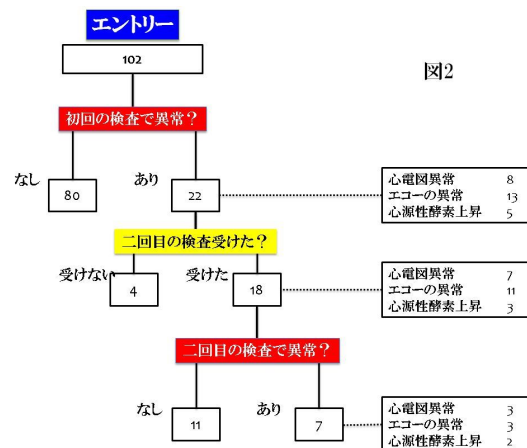 エントリー
102
図2
初回の検査で異常？
なし
80
あり
22
心電図異常 8
エコーの異常 13
心源性酵素上昇 5
二回目の検査受けた？
受けない
4
受けた
18
心電図異常 7
エコーの異常 11
心源性酵素上昇 3
二回目の検査で異常？
なし
11
あり
7
心電図異常 3
エコーの異常 3
心源性酵素上昇 2